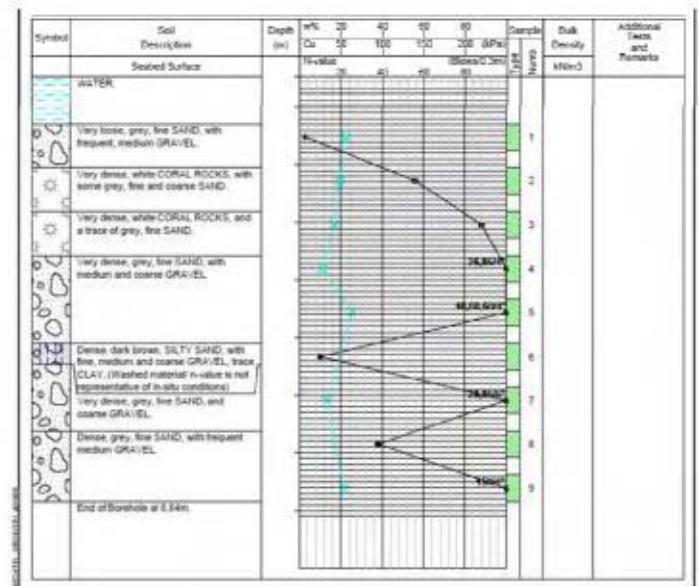 Symbol
Soil
Description
Depth
(m)
w% 20 40 60 80
Cu 50 100 150 200 (kPa)
N-value (Blows/0.3m)
20 40 60 80
Sample
Type
Numb
Bulk
Density
kN/m3
Additional
Tests
and
Remarks
Seabed Surface
WATER.
Very loose, grey, fine SAND, with
frequent, medium GRAVEL.
1
Very dense, white CORAL ROCKS, with
some grey, fine and coarse SAND.
2
Very dense, white CORAL ROCKS, and
a trace of grey, fine SAND.
3
Very dense, grey, fine SAND, with
medium and coarse GRAVEL.
4
5
Dense, dark brown, SILTY SAND, with
fine, medium and coarse GRAVEL, trace
CLAY. (Washed material/ n-value is not
representative of in-situ conditions)
6
Very dense, grey, fine SAND, and
coarse GRAVEL.
7
Dense, grey, fine SAND, with frequent
medium GRAVEL.
8
9
End of Borehole at 8.84m.